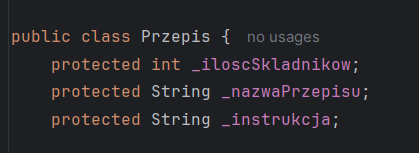 public class Przepis { no usages
protected int _iloscSkladnikow;
protected String _nazwaPrzepisu;
protected String _instrukcja;